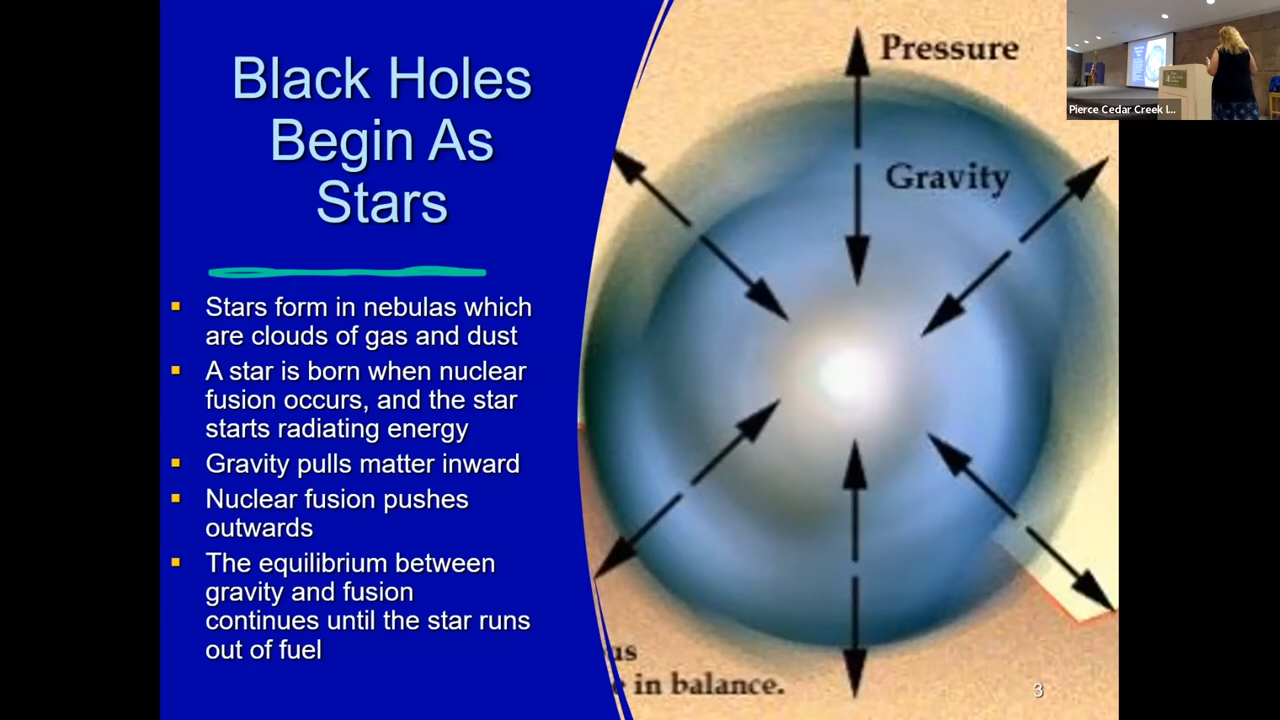 Black Holes
Begin As
Stars
▪ Stars form in nebulas which
are clouds of gas and dust
▪ A star is born when nuclear
fusion occurs, and the star
starts radiating energy
▪ Gravity pulls matter inward
▪ Nuclear fusion pushes
outwards
▪ The equilibrium between
gravity and fusion
continues until the star runs
out of fuel
Pressure
Gravity
us
in balance.
3
Pierce Cedar Creek I...